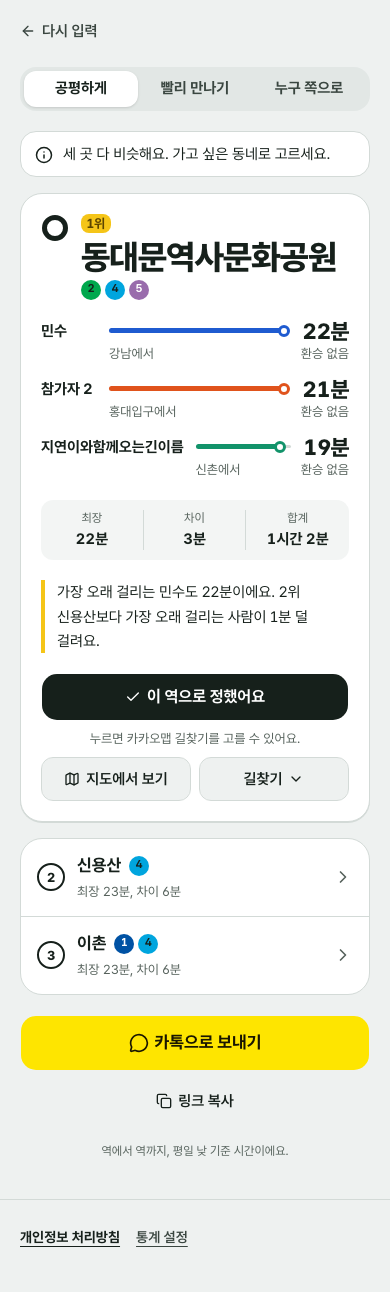 다시 입력
공평하게 빨리 만나기 누구 쪽으로
세 곳 다 비슷해요. 가고 싶은 동네로 고르세요.
1위
동대문역사문화공원
2 4 5
민수 22분
강남에서 환승 없음
참가자 2 21분
홍대입구에서 환승 없음
지연이와함께오는긴이름 19분
신촌에서 환승 없음
최장 차이 합계
22분 3분 1시간 2분
가장 오래 걸리는 민수도 22분이에요. 2위
신용산보다 가장 오래 걸리는 사람이 1분 덜
걸려요.
이 역으로 정했어요
누르면 카카오맵 길찾기를 고를 수 있어요.
지도에서 보기 길찾기
2 신용산 4
최장 23분, 차이 6분
3 이촌 1 4
최장 23분, 차이 6분
카톡으로 보내기
링크 복사
역에서 역까지, 평일 낮 기준 시간이에요.
개인정보 처리방침 통계 설정